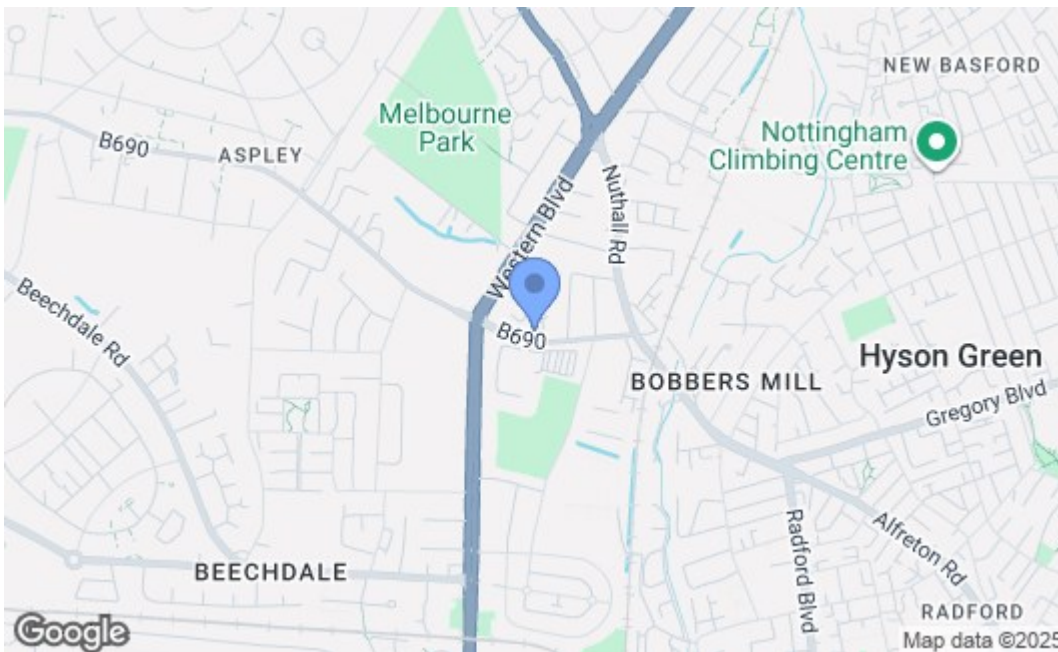 NEW BASFORD
Melbourne
Park
Nottingham
Climbing Centre
B690
ASPLEY
Nuthall Rd
Western Blvd
Beechdale Rd
B690
Hyson Green
BOBBERS MILL
Gregory Blvd
Alfreton Rd
Radford Blvd
BEECHDALE
RADFORD
Google
Map data ©2025